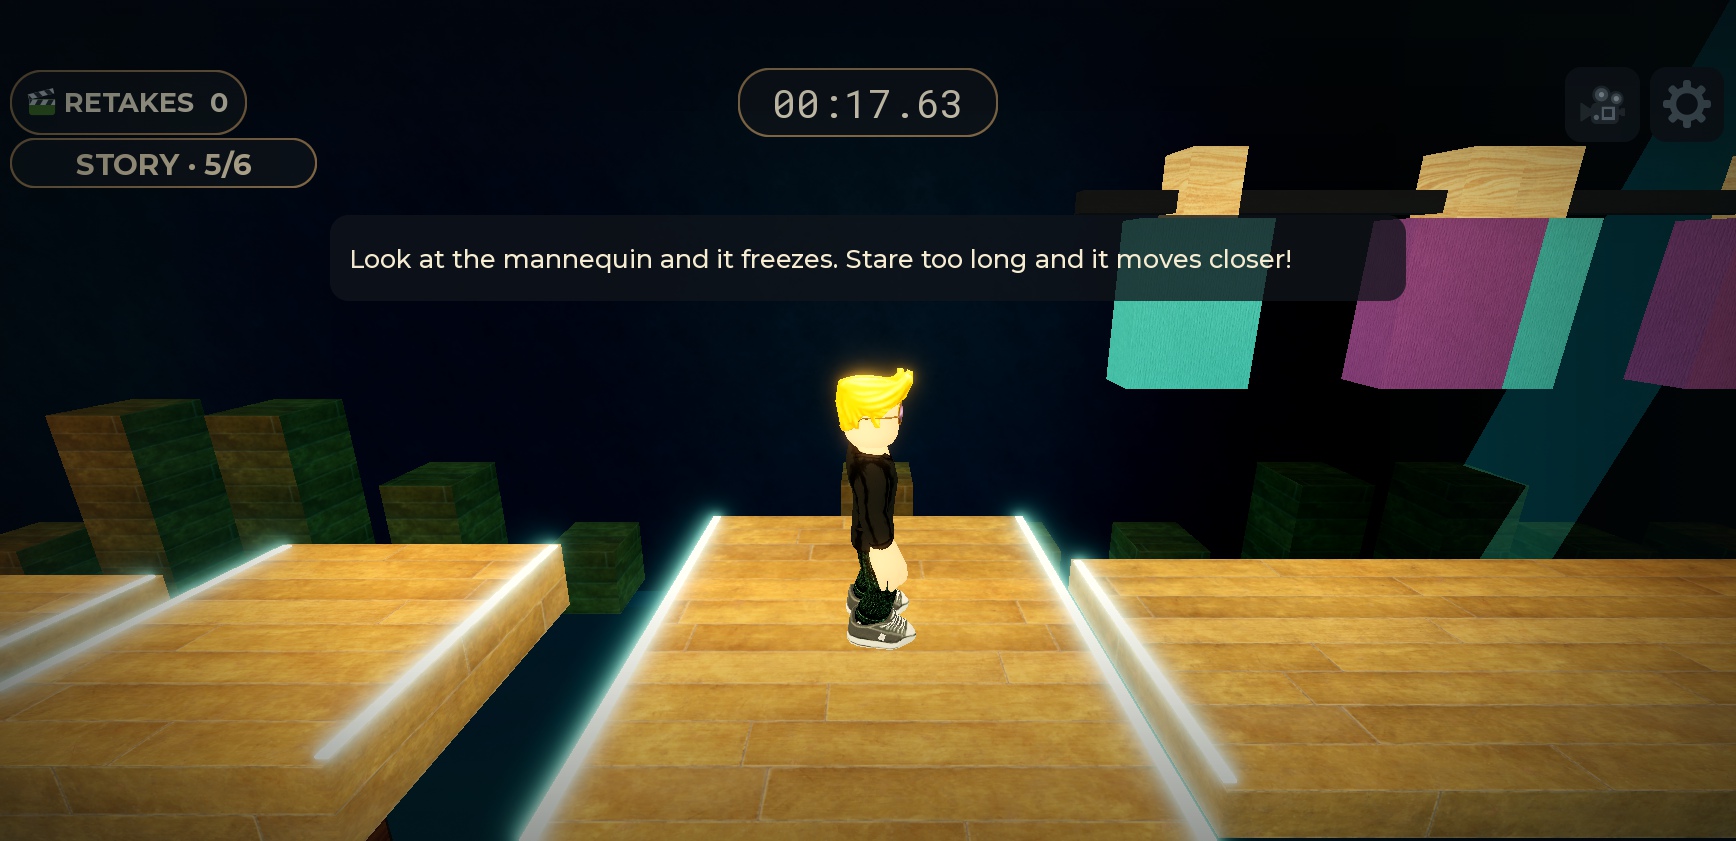 RETAKES 0
00:17.63
STORY · 5/6
Look at the mannequin and it freezes. Stare too long and it moves closer!